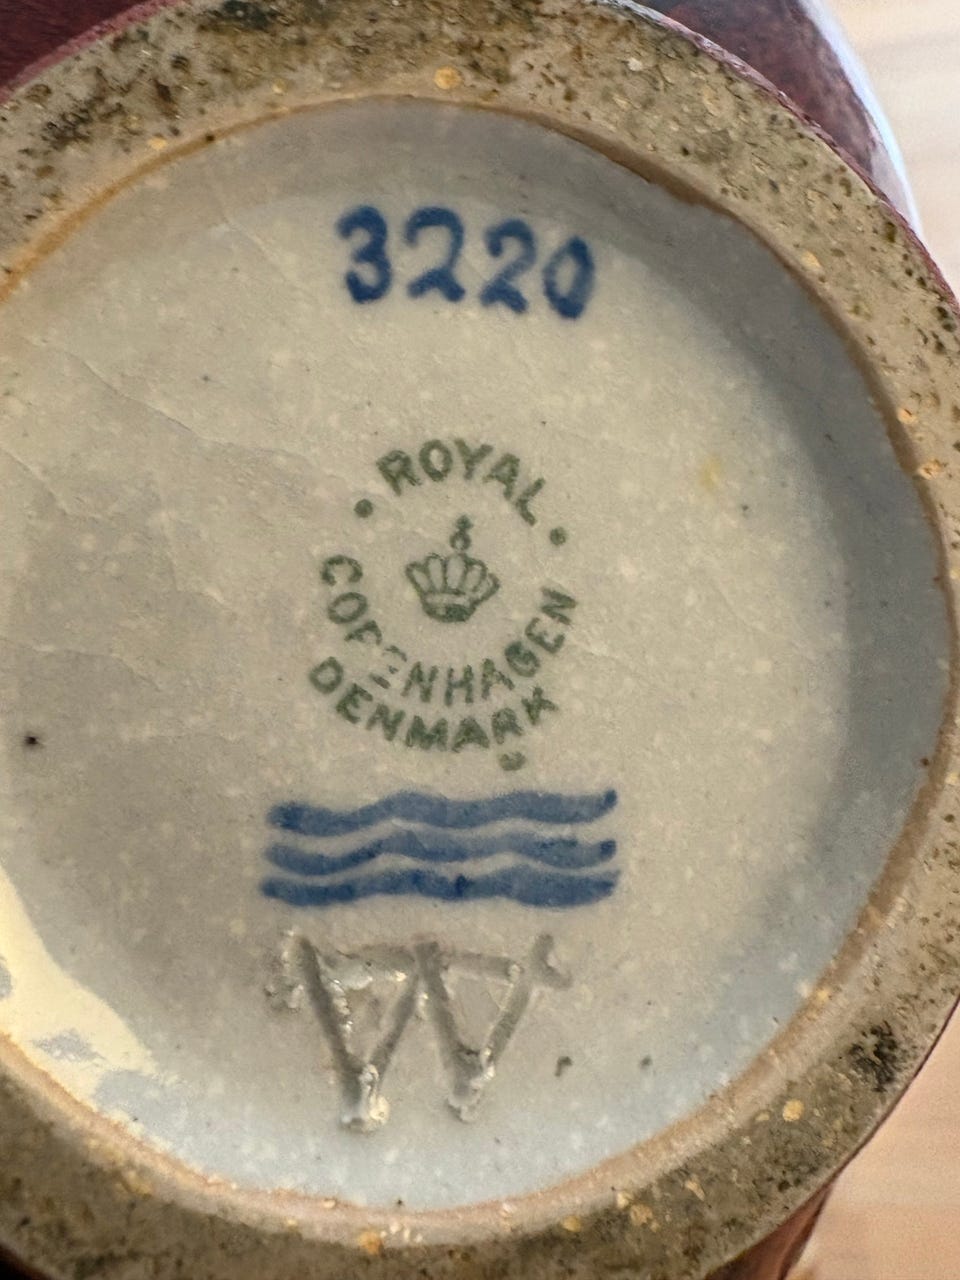 3220
ROYAL
COPENHAGEN
DENMARK
W